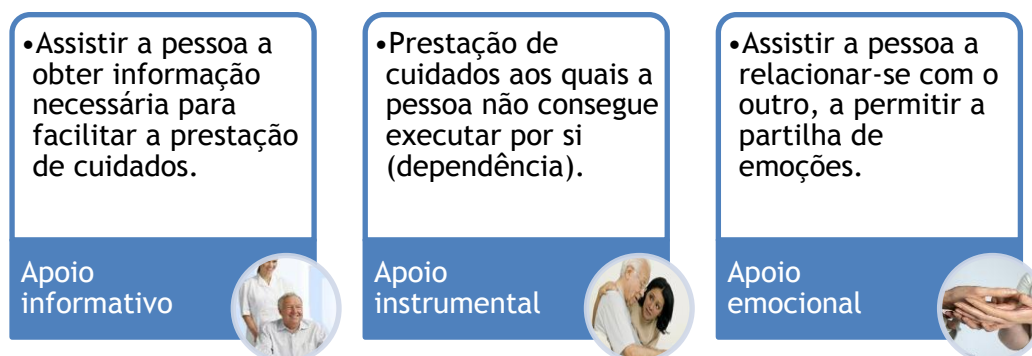 •Assistir a pessoa a
obter informação
necessária para
facilitar a prestação
de cuidados.
Apoio
informativo
•Prestação de
cuidados aos quais a
pessoa não consegue
executar por si
(dependência).
Apoio
instrumental
•Assistir a pessoa a
relacionar-se com o
outro, a permitir a
partilha de
emoções.
Apoio
emocional